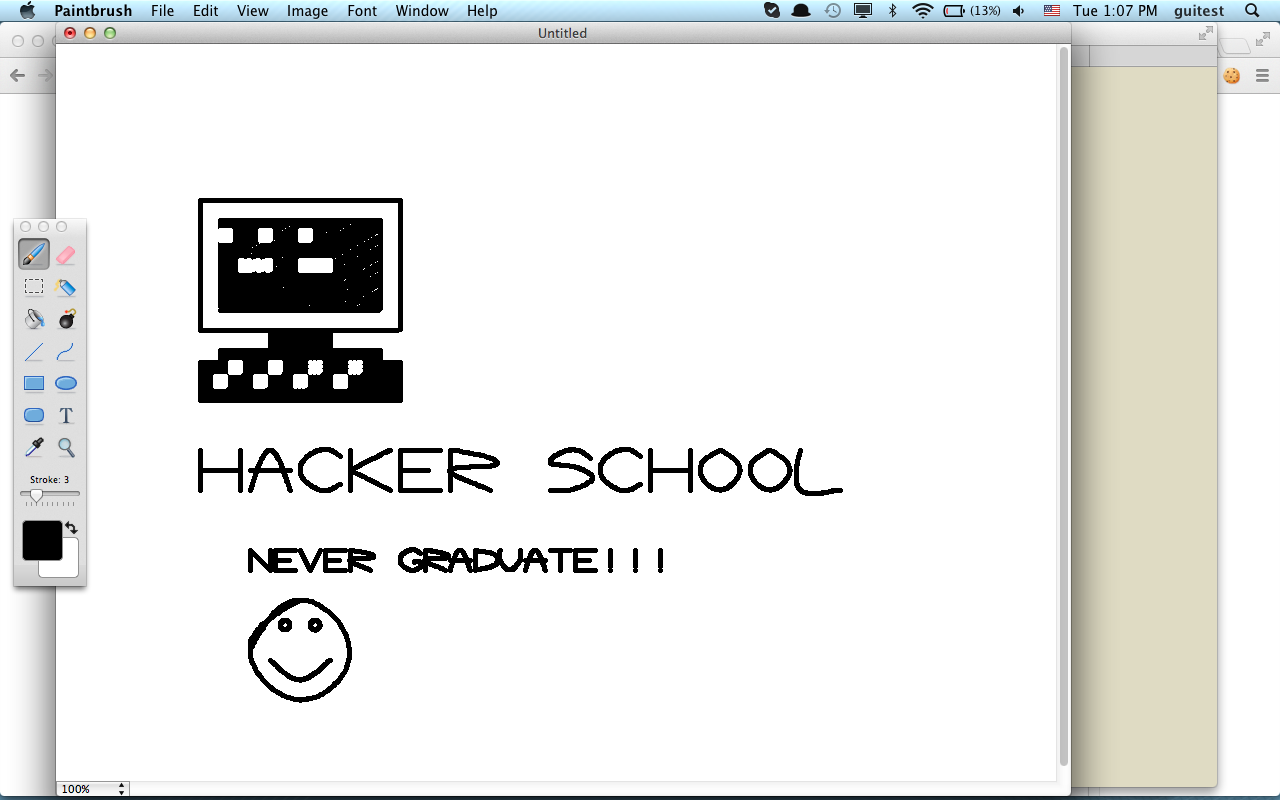 Paintbrush File Edit View Image Font Window Help (13%) Tue 1:07 PM guitest
Untitled
HACKER SCHOOL
Stroke: 3
NEVER GRADUATE!!!
100%